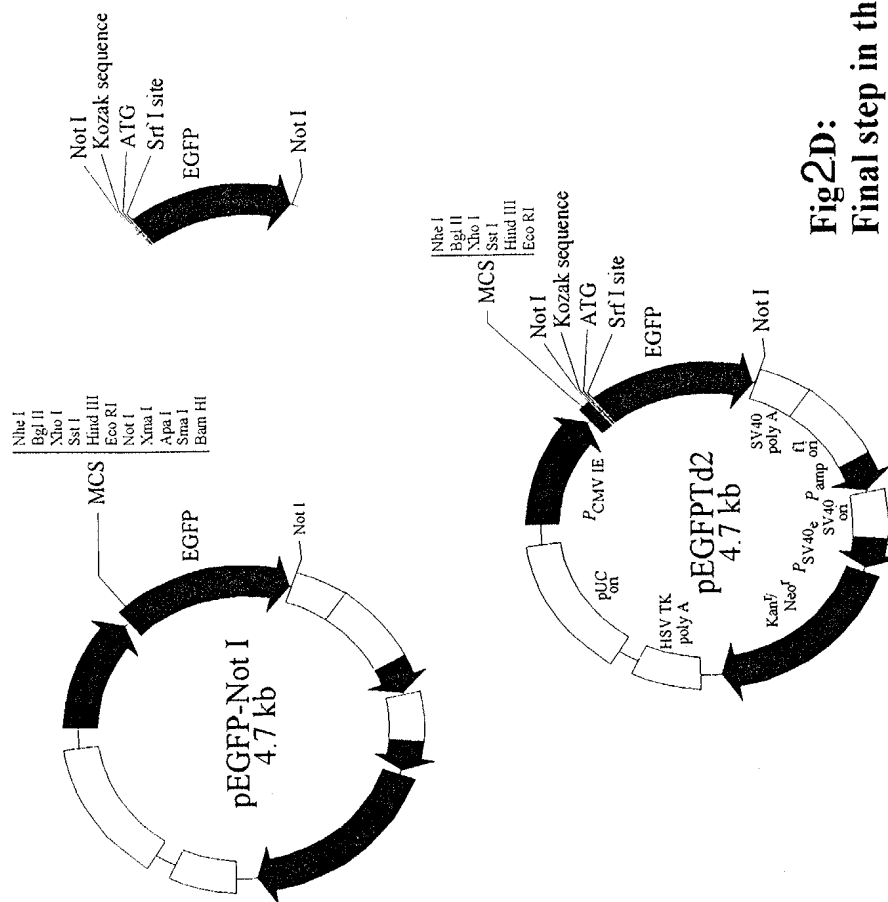 Nhe I
Bgl II
Xho I
Sst I
Hind III
Eco RI
Not I
Xma I
Apa I
Sma I
Bam HI
MCS
EGFP
Not I
pEGFP-Not I
4.7 kb
Not I
Kozak sequence
ATG
Srf I site
EGFP
Not I
Nhe I
Bgl II
Xho I
Sst I
Hind III
Eco RI
MCS
Not I
Kozak sequence
ATG
Srf I site
EGFP
Not I
PCMV IE
pUC
ori
HSV TK
poly A
pEGFPTd2
4.7 kb
SV40
poly A
f1
ori
Pamp
SV40
ori
PSV40e
Kanr/
Neor
Fig2D:
Final step in th